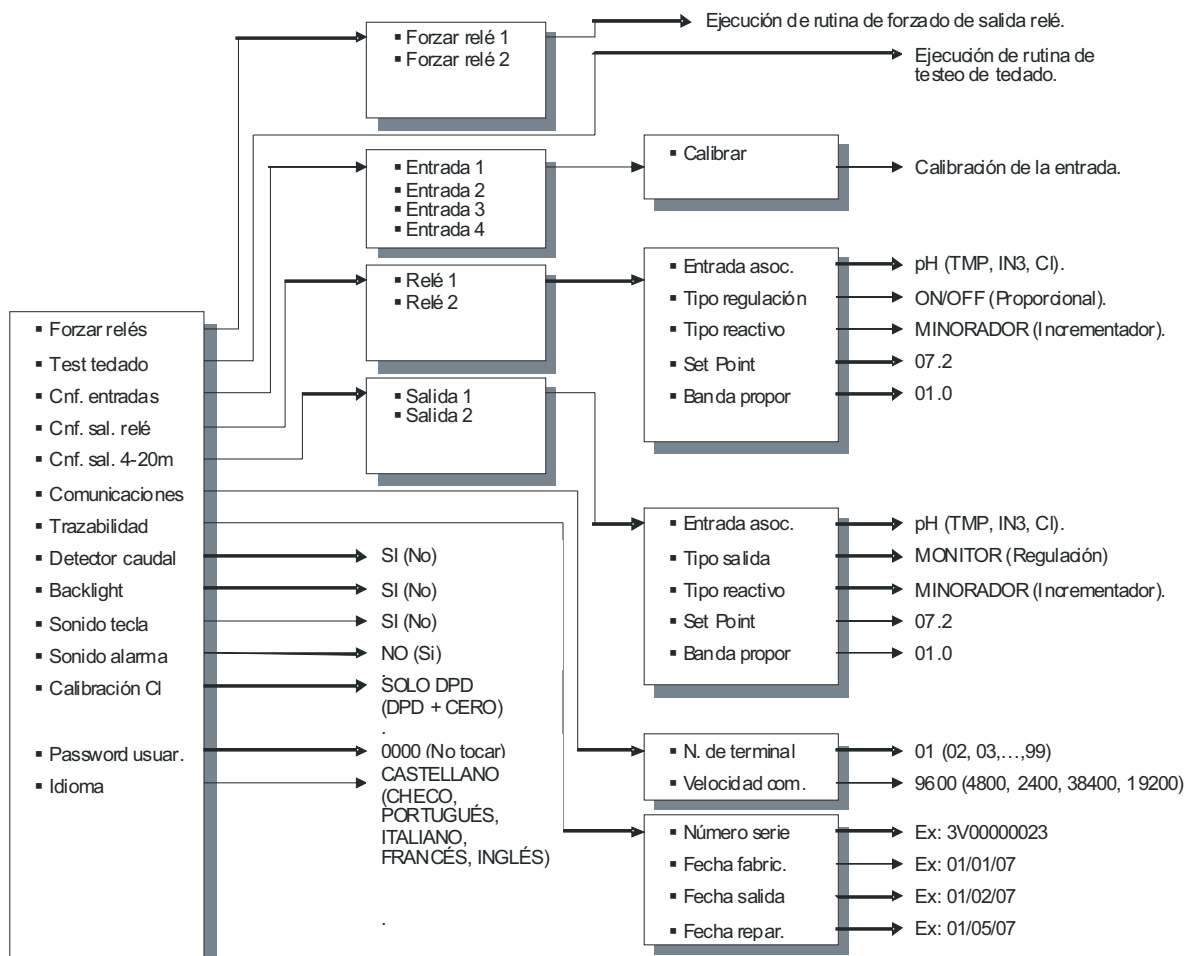 ▪ Forzar relé 1
▪ Forzar relé 2
Ejecución de rutina de forzado de salida relé.
Ejecución de rutina de
testeo de teclado.
▪ Entrada 1
▪ Entrada 2
▪ Entrada 3
▪ Entrada 4
▪ Calibrar
Calibración de la entrada.
▪ Relé 1
▪ Relé 2
▪ Entrada asoc.
▪ Tipo regulación
▪ Tipo reactivo
▪ Set Point
▪ Banda propor
pH (TMP, IN3, Cl).
ON/OFF (Proporcional).
MINORADOR (Incrementador).
07.2
01.0
▪ Forzar relés
▪ Test teclado
▪ Cnf. entradas
▪ Cnf. sal. relé
▪ Cnf. sal. 4-20m
▪ Comunicaciones
▪ Trazabilidad
▪ Detector caudal
▪ Backlight
▪ Sonido tecla
▪ Sonido alarma
▪ Calibración Cl
▪ Password usuar.
▪ Idioma
▪ Salida 1
▪ Salida 2
SI (No)
SI (No)
SI (No)
NO (Si)
.
SOLO DPD
(DPD + CERO)
.
0000 (No tocar)
CASTELLANO
(CHECO,
PORTUGUÉS,
ITALIANO,
FRANCÉS, INGLÉS)
.
▪ Entrada asoc.
▪ Tipo salida
▪ Tipo reactivo
▪ Set Point
▪ Banda propor
pH (TMP, IN3, Cl).
MONITOR (Regulación)
MINORADOR (Incrementador).
07.2
01.0
▪ N. de terminal
▪ Velocidad com.
01 (02, 03,...,99)
9600 (4800, 2400, 38400, 19200)
▪ Número serie
▪ Fecha fabric.
▪ Fecha salida
▪ Fecha repar.
Ex: 3V00000023
Ex: 01/01/07
Ex: 01/02/07
Ex: 01/05/07